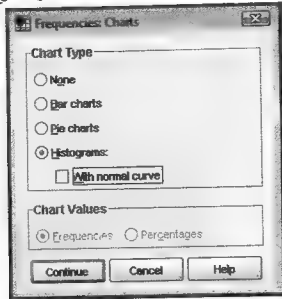 Frequencies: Charts
Chart Type
None
Bar charts
Pie charts
Histograms:
With normal curve
Chart Values
Frequencies Percentages
Continue Cancel Help